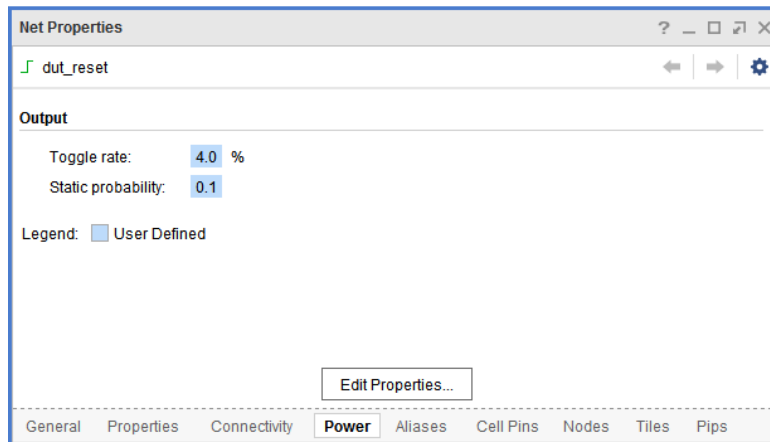 Net Properties
dut_reset
Output
Toggle rate: 4.0 %
Static probability: 0.1
Legend: User Defined
Edit Properties...
General Properties Connectivity Power Aliases Cell Pins Nodes Tiles Pips